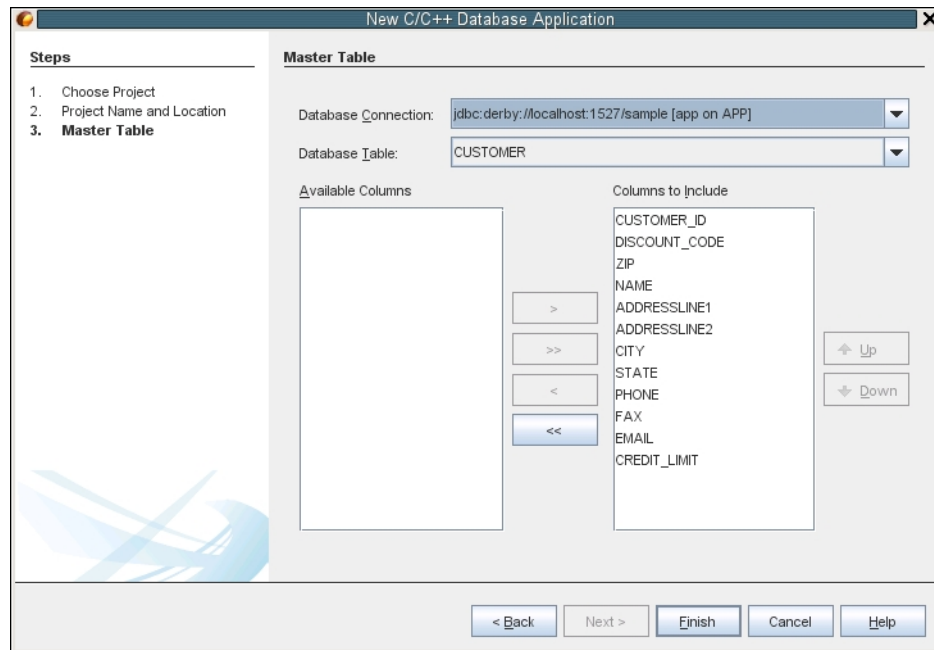 New C/C++ Database Application
Steps
1. Choose Project
2. Project Name and Location
3. Master Table
Master Table
Database Connection: jdbc:derby://localhost:1527/sample [app on APP]
Database Table: CUSTOMER
Available Columns
Columns to Include
CUSTOMER_ID
DISCOUNT_CODE
ZIP
NAME
ADDRESSLINE1
ADDRESSLINE2
CITY
STATE
PHONE
FAX
EMAIL
CREDIT_LIMIT
>
>>
<
<<
Up
Down
< Back
Next >
Finish
Cancel
Help